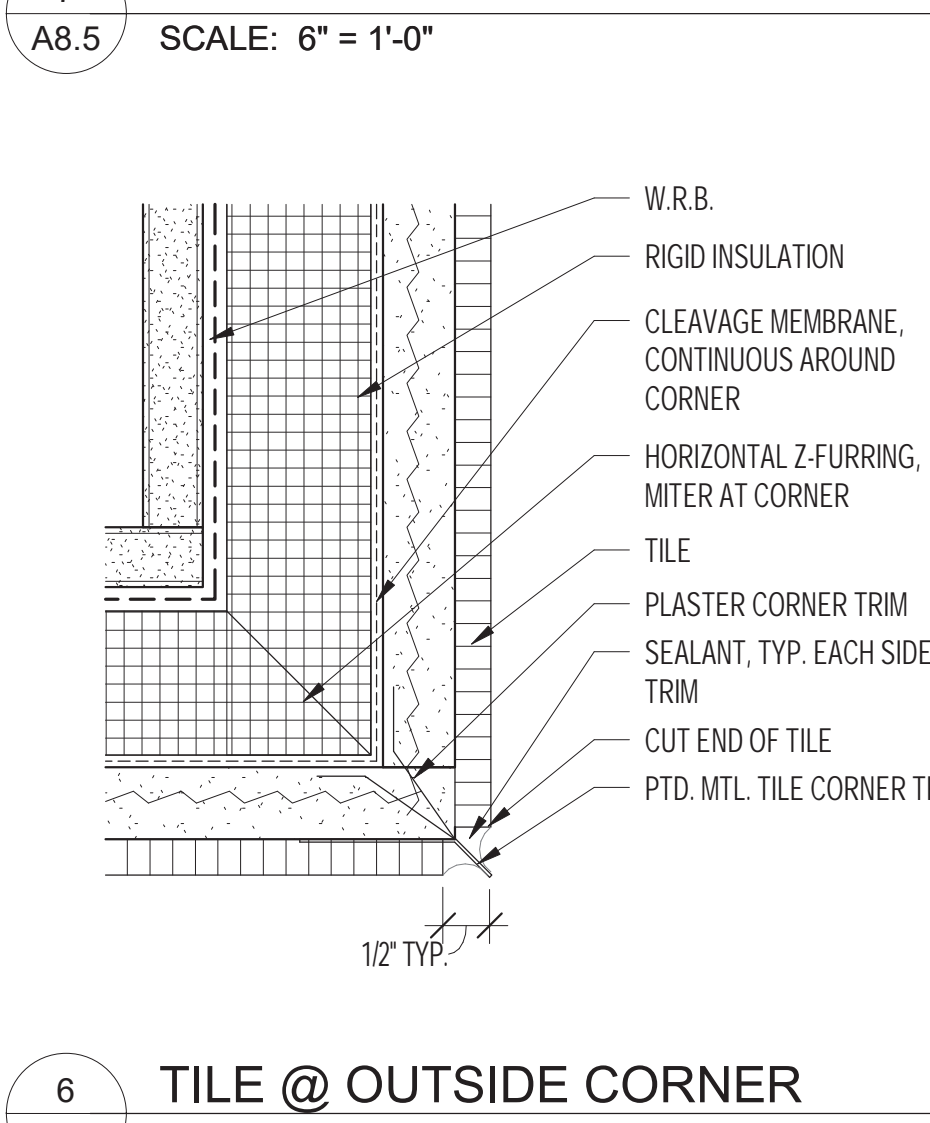 A8.5
SCALE: 6" = 1'-0"
W.R.B.
RIGID INSULATION
CLEAVAGE MEMBRANE,
CONTINUOUS AROUND
CORNER
HORIZONTAL Z-FURRING,
MITER AT CORNER
TILE
PLASTER CORNER TRIM
SEALANT, TYP. EACH SIDE
TRIM
CUT END OF TILE
PTD. MTL. TILE CORNER
1/2" TYP.
6
TILE @ OUTSIDE CORNER